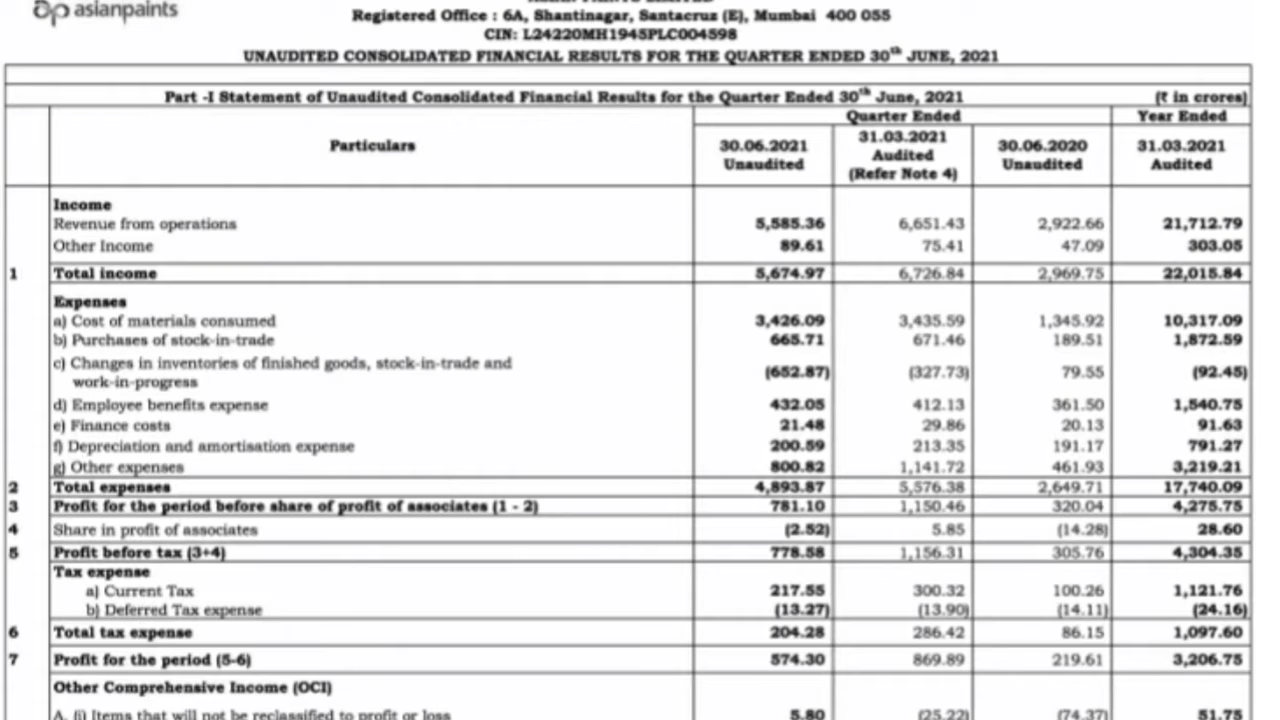 asianpaints
Registered Office : 6A, Shantinagar, Santacruz (E), Mumbai 400 055
CIN: L24220MH1945PLC004598
UNAUDITED CONSOLIDATED FINANCIAL RESULTS FOR THE QUARTER ENDED 30th JUNE, 2021
Part -I Statement of Unaudited Consolidated Financial Results for the Quarter Ended 30th June, 2021 (₹ in crores)
Quarter Ended Year Ended
Particulars 30.06.2021 Unaudited 31.03.2021 Audited (Refer Note 4) 30.06.2020 Unaudited 31.03.2021 Audited
Income
Revenue from operations 5,585.36 6,651.43 2,922.66 21,712.79
Other Income 89.61 75.41 47.09 303.05
1 Total income 5,674.97 6,726.84 2,969.75 22,015.84
Expenses
a) Cost of materials consumed 3,426.09 3,435.59 1,345.92 10,317.09
b) Purchases of stock-in-trade 665.71 671.46 189.51 1,872.59
c) Changes in inventories of finished goods, stock-in-trade and
work-in-progress (652.87) (327.73) 79.55 (92.45)
d) Employee benefits expense 432.05 412.13 361.50 1,540.75
e) Finance costs 21.48 29.86 20.13 91.63
f) Depreciation and amortisation expense 200.59 213.35 191.17 791.27
g) Other expenses 800.82 1,141.72 461.93 3,219.21
2 Total expenses 4,893.87 5,576.38 2,649.71 17,740.09
3 Profit for the period before share of profit of associates (1 - 2) 781.10 1,150.46 320.04 4,275.75
4 Share in profit of associates (2.52) 5.85 (14.28) 28.60
5 Profit before tax (3+4) 778.58 1,156.31 305.76 4,304.35
Tax expense
a) Current Tax 217.55 300.32 100.26 1,121.76
b) Deferred Tax expense (13.27) (13.90) (14.11) (24.16)
6 Total tax expense 204.28 286.42 86.15 1,097.60
7 Profit for the period (5-6) 574.30 869.89 219.61 3,206.75
Other Comprehensive Income (OCI)
A. (i) Items that will not be reclassified to profit or loss 5.80 (25.22) (74.37) 51.75